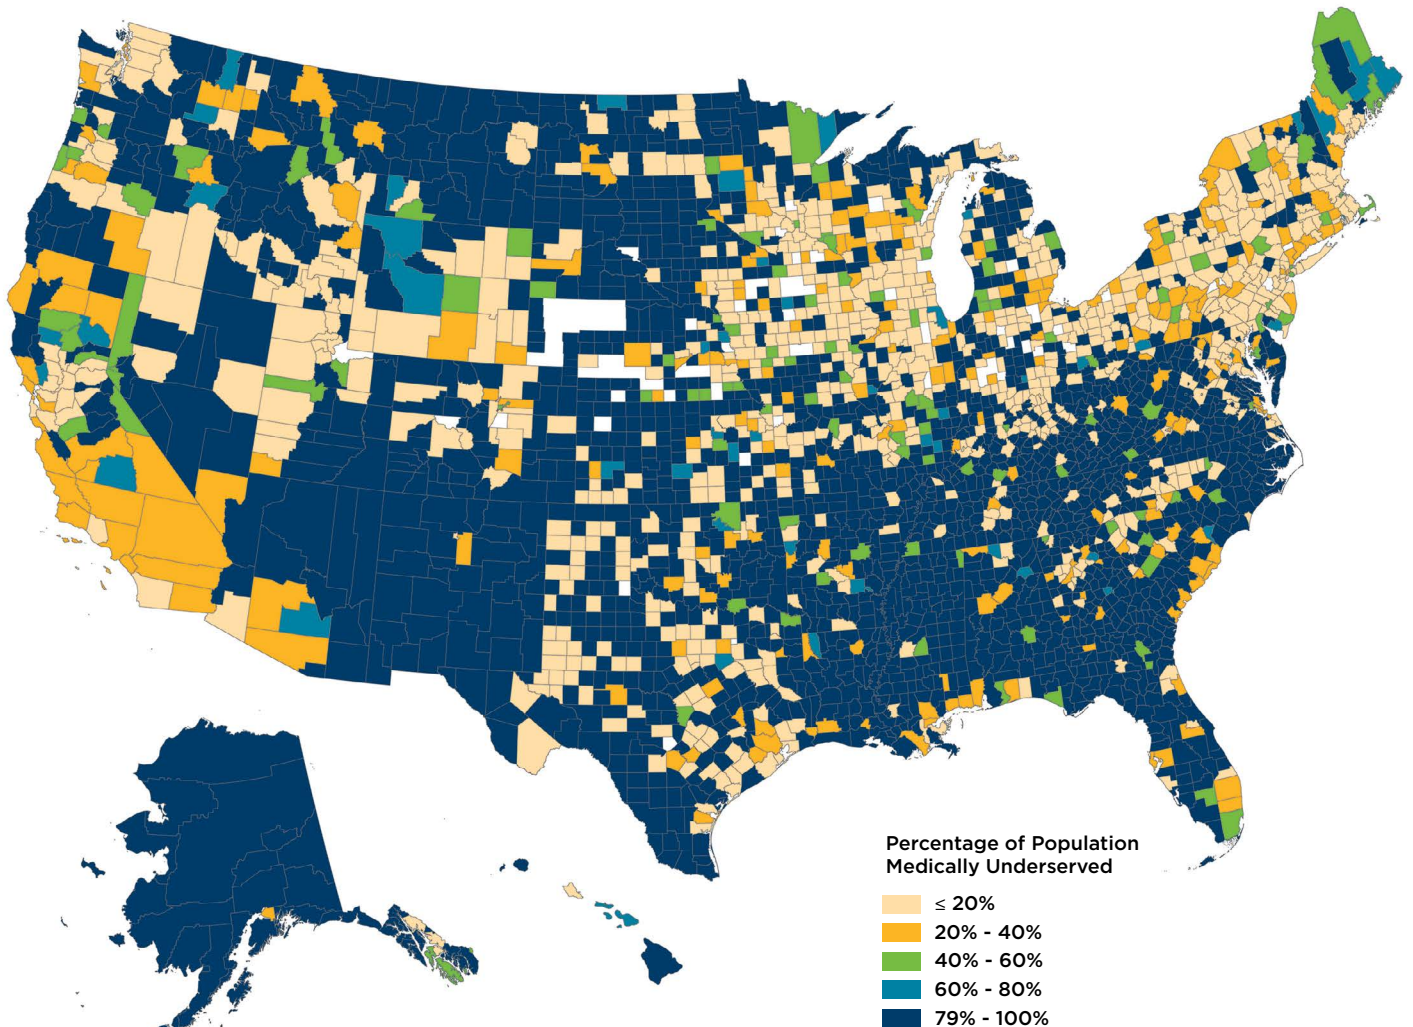 Percentage of Population
Medically Underserved
≤ 20%
20% - 40%
40% - 60%
60% - 80%
79% - 100%